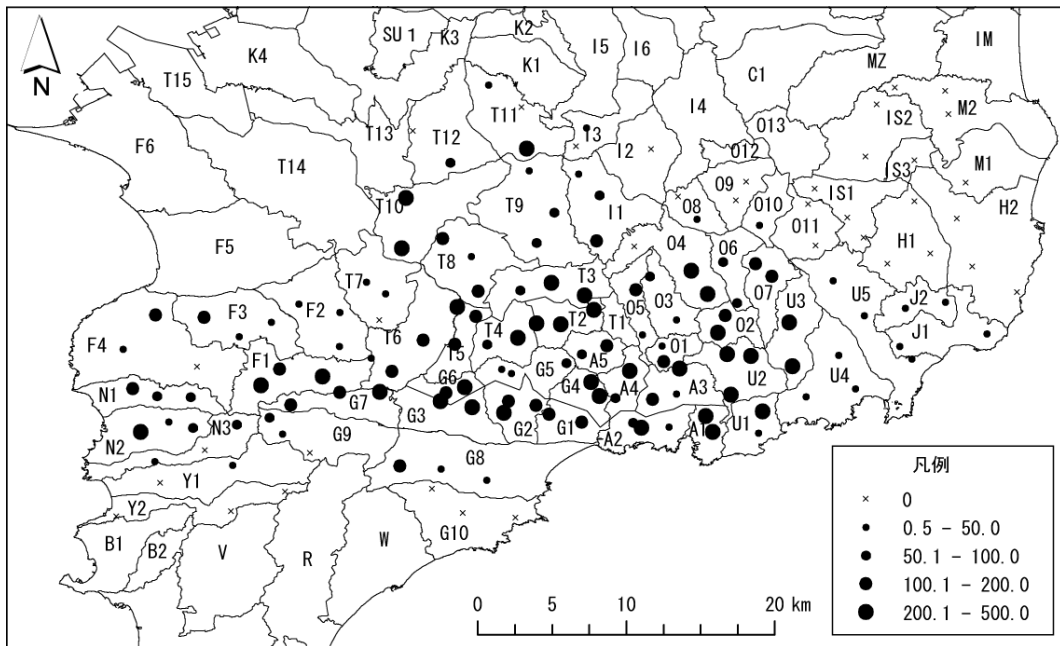 K2
SU 1
K3
K4
I5
I6
IM
K1
C1
MZ
T15
I4
IS2
M2
T11
T13
T12
I3
O13
F6
I2
O12
IS3
M1
T14
O9
IS1
T10
T9
I1
O8
O10
H2
O11
F5
O4
O6
H1
T8
T7
T3
O5
O3
O7
U3
U5
J2
F3
F2
T2
T1
O2
J1
F4
T6
T4
T5
A5
O1
F1
G5
U2
G6
G4
A4
A3
U4
N1
G7
G3
G2
G1
A1
U1
N2
N3
G9
A2
G8
Y1
Y2
B1
B2
V
R
W
G10
N
凡例
0
0.5 - 50.0
50.1 - 100.0
100.1 - 200.0
200.1 - 500.0
0 10 20 km